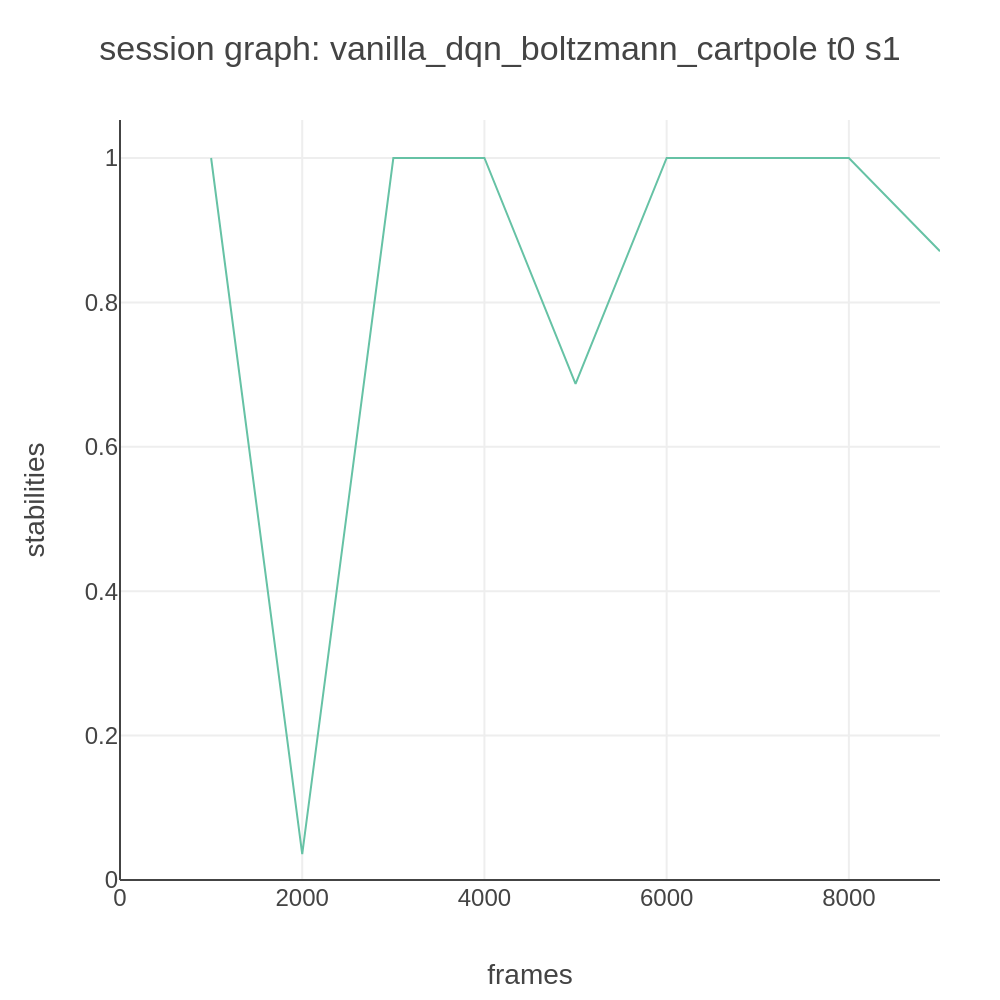 session graph: vanilla_dqn_boltzmann_cartpole t0 s1
stabilities
1
0.8
0.6
0.4
0.2
0
0 2000 4000 6000 8000
frames